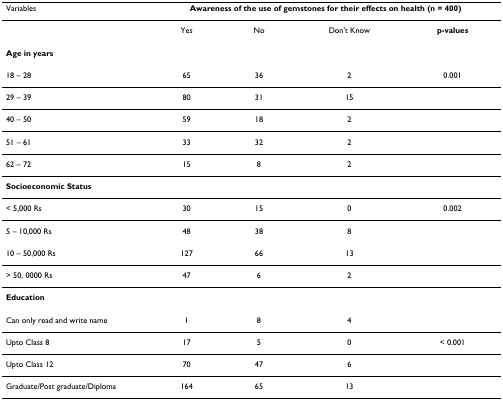 Variables Awareness of the use of gemstones for their effects on health (n = 400)
Yes No Don't Know p-values
Age in years
18 – 28 65 36 2 0.001
29 – 39 80 31 15
40 – 50 59 18 2
51 – 61 33 32 2
62 – 72 15 8 2
Socioeconomic Status
< 5,000 Rs 30 15 0 0.002
5 – 10,000 Rs 48 38 8
10 – 50,000 Rs 127 66 13
> 50, 0000 Rs 47 6 2
Education
Can only read and write name 1 8 4
Upto Class 8 17 5 0 < 0.001
Upto Class 12 70 47 6
Graduate/Post graduate/Diploma 164 65 13